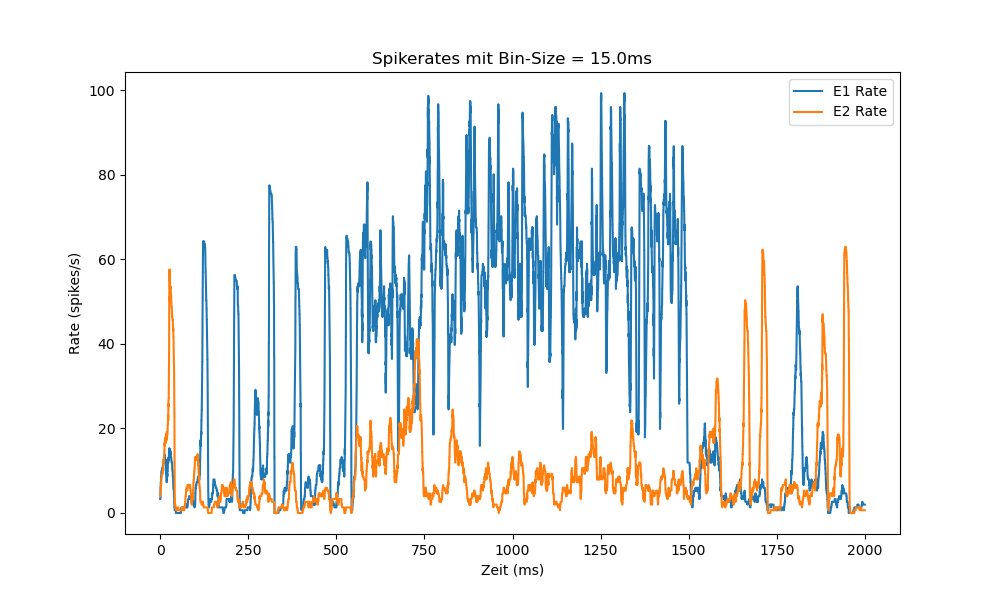 Spikerates mit Bin-Size = 15.0ms
E1 Rate
E2 Rate
100
80
60
40
20
0
Rate (spikes/s)
0 250 500 750 1000 1250 1500 1750 2000
Zeit (ms)